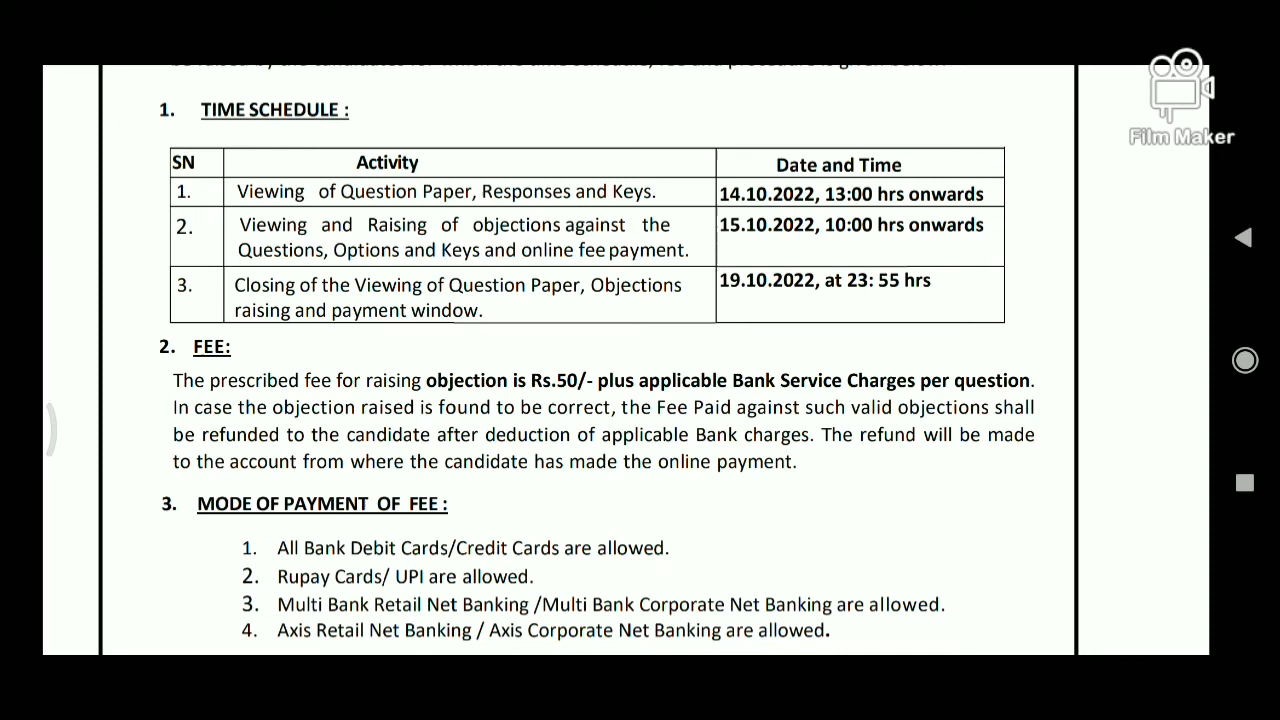 1. TIME SCHEDULE :
SN Activity Date and Time
1. Viewing of Question Paper, Responses and Keys. 14.10.2022, 13:00 hrs onwards
2. Viewing and Raising of objections against the 15.10.2022, 10:00 hrs onwards
Questions, Options and Keys and online fee payment.
3. Closing of the Viewing of Question Paper, Objections 19.10.2022, at 23: 55 hrs
raising and payment window.
2. FEE:
The prescribed fee for raising objection is Rs.50/- plus applicable Bank Service Charges per question.
In case the objection raised is found to be correct, the Fee Paid against such valid objections shall
be refunded to the candidate after deduction of applicable Bank charges. The refund will be made
to the account from where the candidate has made the online payment.
3. MODE OF PAYMENT OF FEE :
1. All Bank Debit Cards/Credit Cards are allowed.
2. Rupay Cards/ UPI are allowed.
3. Multi Bank Retail Net Banking /Multi Bank Corporate Net Banking are allowed.
4. Axis Retail Net Banking / Axis Corporate Net Banking are allowed.
Film Maker